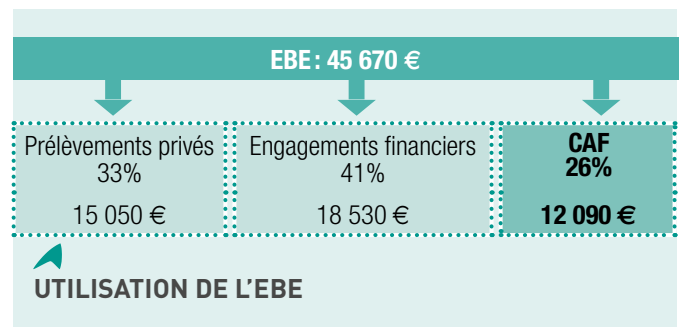 EBE : 45 670 €
Prélèvements privés
33%
15 050 €
Engagements financiers
41%
18 530 €
CAF
26%
12 090 €
UTILISATION DE L’EBE